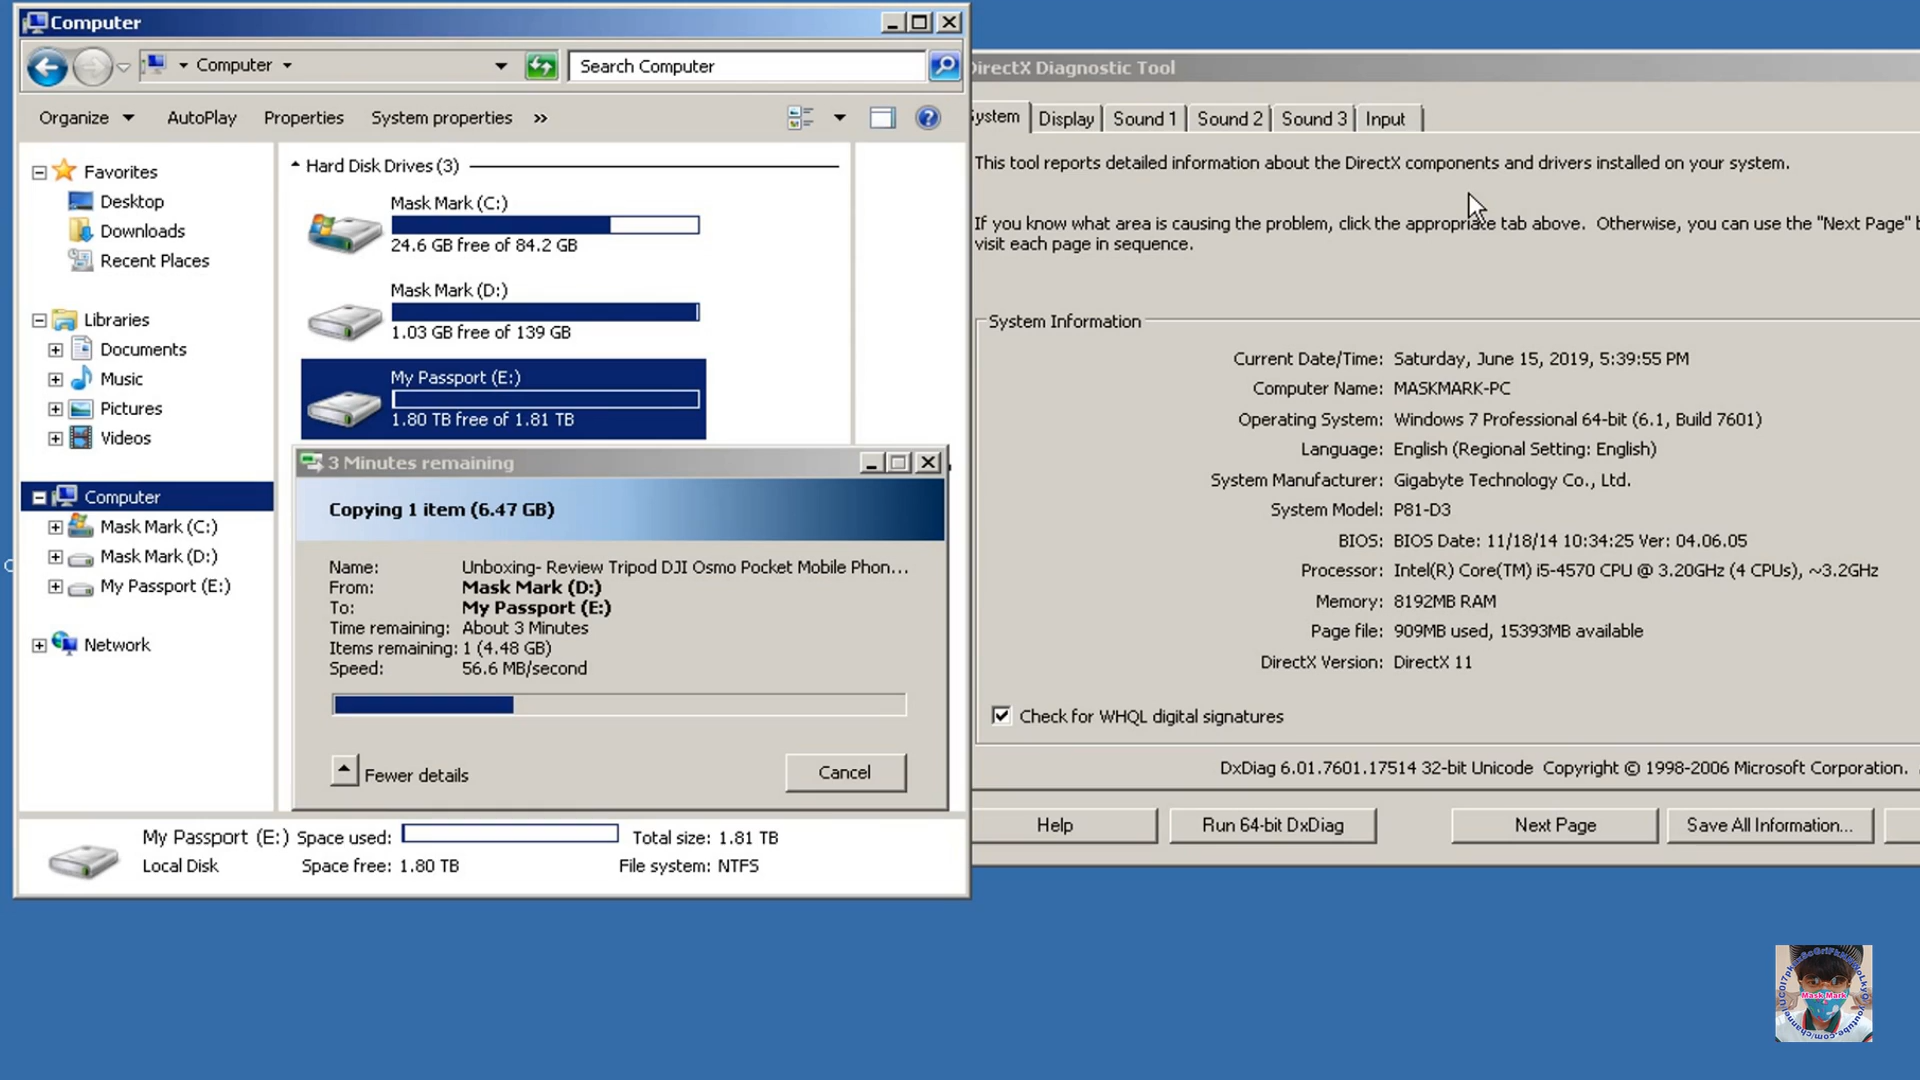 Computer
Computer
Search Computer
Organize
AutoPlay
Properties
System properties
»
Favorites
Desktop
Downloads
Recent Places
Libraries
Documents
Music
Pictures
Videos
Computer
Mask Mark (C:)
Mask Mark (D:)
My Passport (E:)
Network
Hard Disk Drives (3)
Mask Mark (C:)
24.6 GB free of 84.2 GB
Mask Mark (D:)
1.03 GB free of 139 GB
My Passport (E:)
1.80 TB free of 1.81 TB
3 Minutes remaining
Copying 1 item (6.47 GB)
Name: Unboxing- Review Tripod DJI Osmo Pocket Mobile Phon...
From: Mask Mark (D:)
To: My Passport (E:)
Time remaining: About 3 Minutes
Items remaining: 1 (4.48 GB)
Speed: 56.6 MB/second
Fewer details
Cancel
My Passport (E:) Space used: Total size: 1.81 TB
Local Disk Space free: 1.80 TB File system: NTFS
DirectX Diagnostic Tool
System
Display
Sound 1
Sound 2
Sound 3
Input
This tool reports detailed information about the DirectX components and drivers installed on your system.
If you know what area is causing the problem, click the appropriate tab above. Otherwise, you can use the "Next Page"
visit each page in sequence.
System Information
Current Date/Time: Saturday, June 15, 2019, 5:39:55 PM
Computer Name: MASKMARK-PC
Operating System: Windows 7 Professional 64-bit (6.1, Build 7601)
Language: English (Regional Setting: English)
System Manufacturer: Gigabyte Technology Co., Ltd.
System Model: P81-D3
BIOS: BIOS Date: 11/18/14 10:34:25 Ver: 04.06.05
Processor: Intel(R) Core(TM) i5-4570 CPU @ 3.20GHz (4 CPUs), ~3.2GHz
Memory: 8192MB RAM
Page file: 909MB used, 15393MB available
DirectX Version: DirectX 11
Check for WHQL digital signatures
DxDiag 6.01.7601.17514 32-bit Unicode Copyright © 1998-2006 Microsoft Corporation.
Help
Run 64-bit DxDiag
Next Page
Save All Information...
Mask Mark